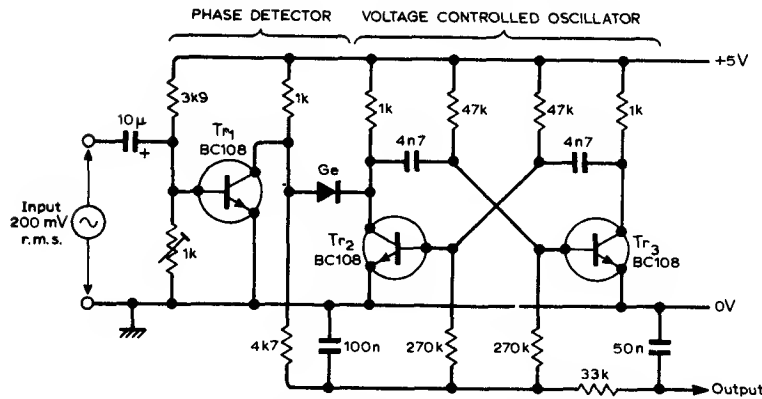 PHASE DETECTOR
VOLTAGE CONTROLLED OSCILLATOR
+5V
3k9
1k
1k
47k
47k
1k
10μ
+
Tr1
BC108
4n7
4n7
Ge
Input
200 mV
r.m.s.
1k
Tr2
BC108
Tr3
BC108
0V
4k7
100n
270k
270k
50n
33k
Output